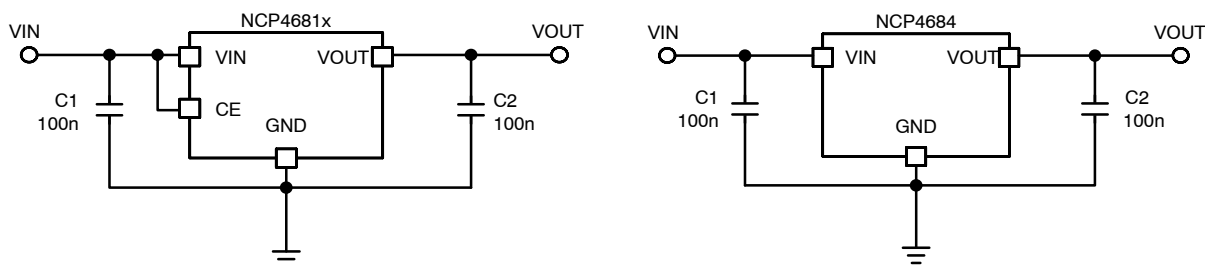 NCP4681x
VIN
VOUT
VIN
VOUT
CE
C1
100n
C2
100n
GND
NCP4684
VIN
VOUT
VIN
VOUT
C1
100n
C2
100n
GND